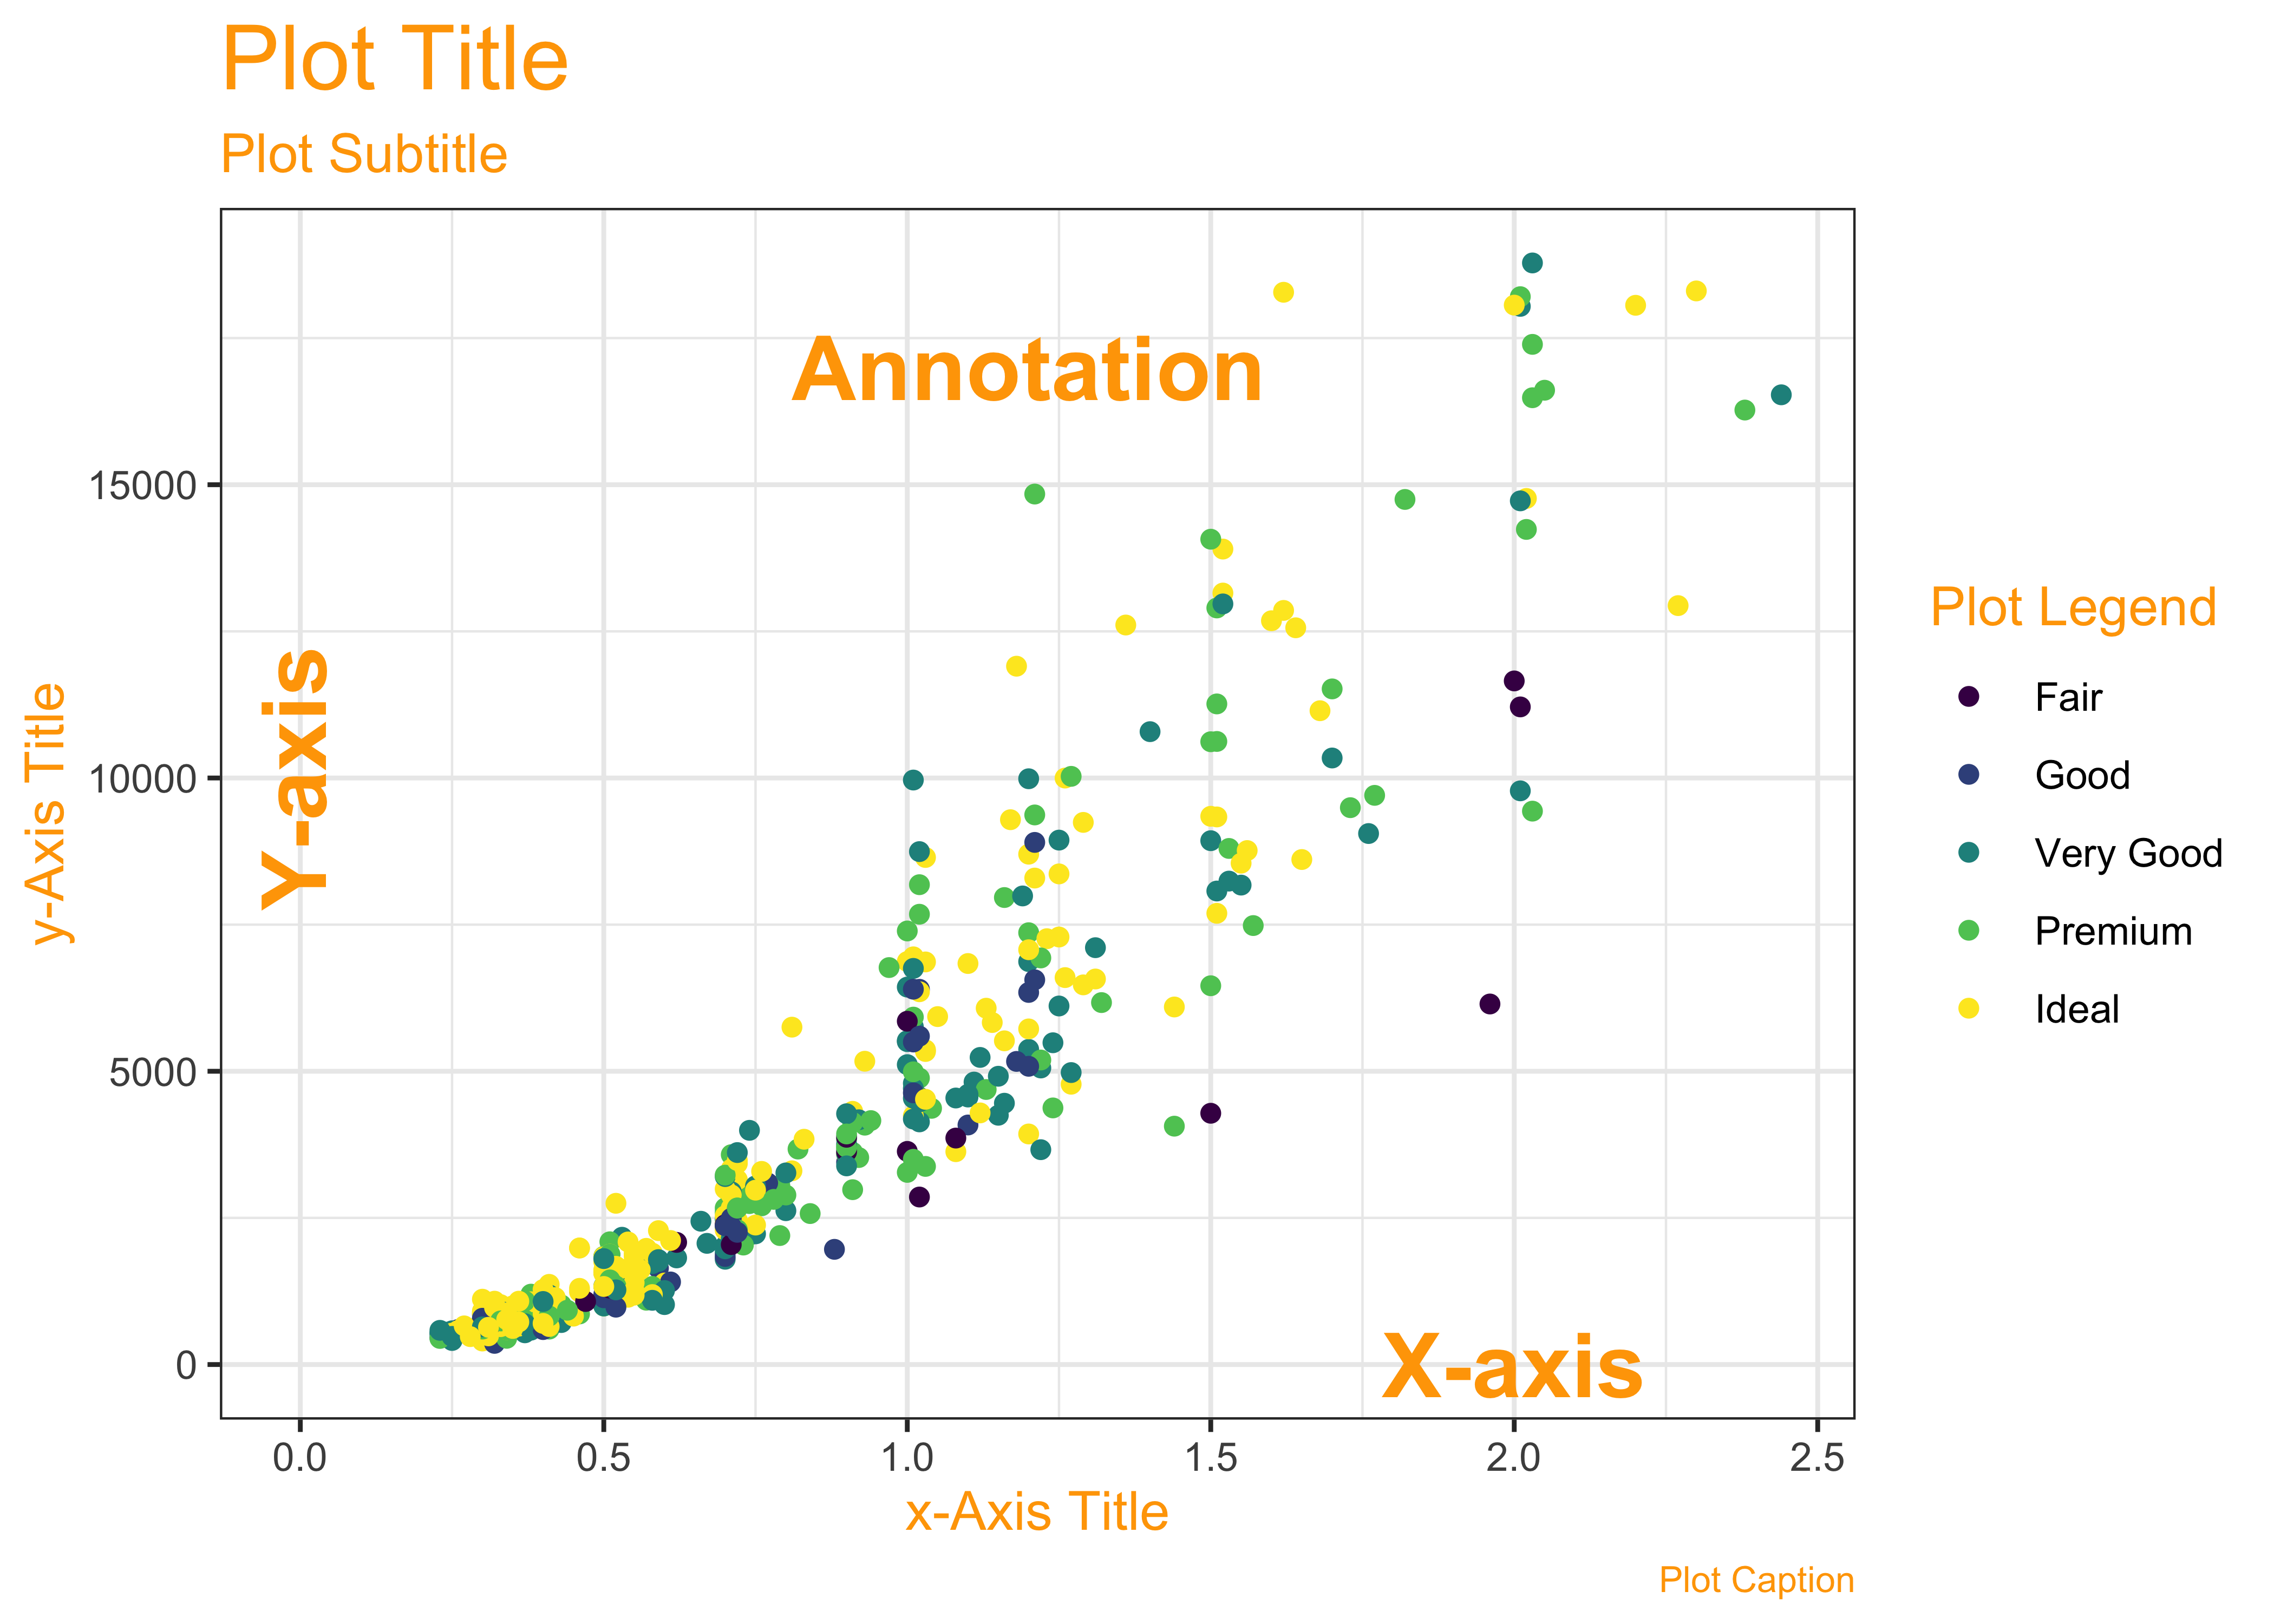 Plot Title
Plot Subtitle
Annotation
15000
10000
5000
0
y-Axis Title
Y-axis
X-axis
0.0 0.5 1.0 1.5 2.0 2.5
x-Axis Title
Plot Legend
Fair
Good
Very Good
Premium
Ideal
Plot Caption